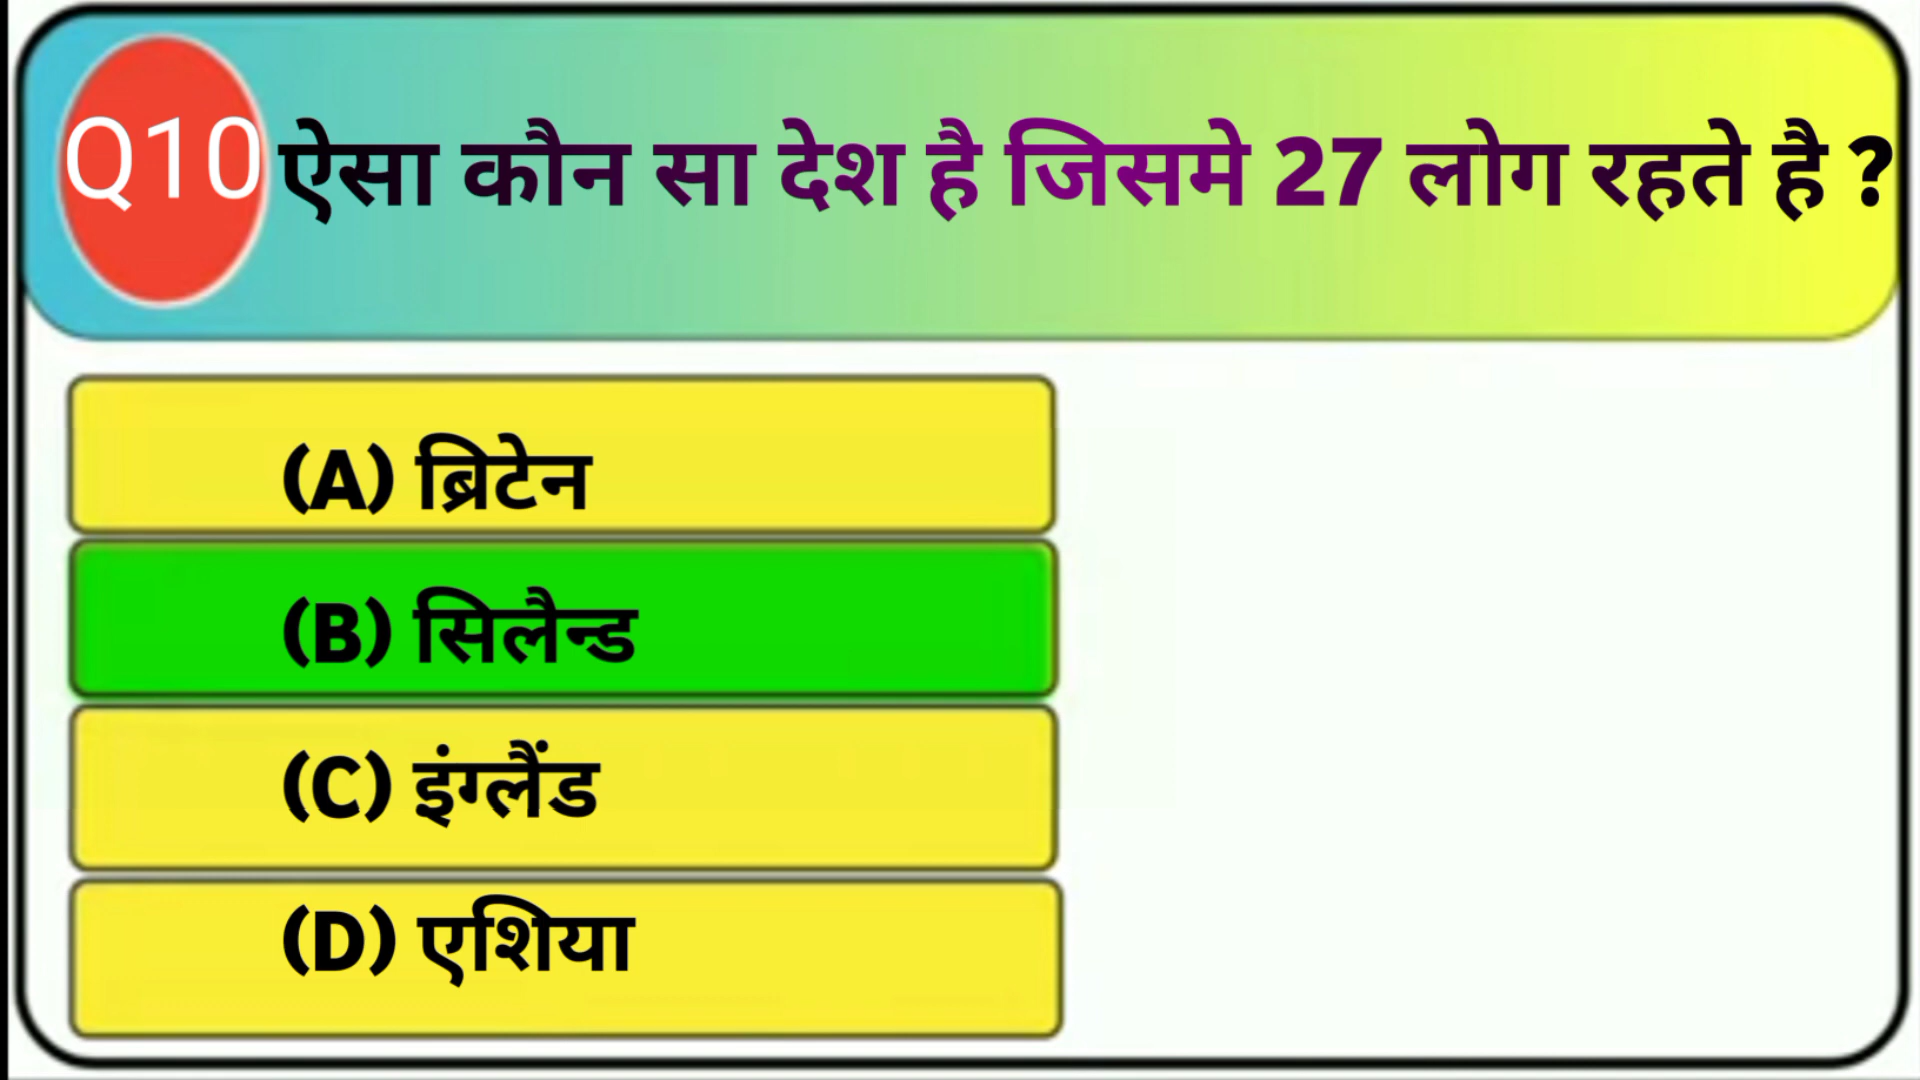 Q10 ऐसा कौन सा देश है जिसमे 27 लोग रहते है ?
(A) ब्रिटेन
(B) सिलैन्ड
(C) इंग्लैंड
(D) एशिया